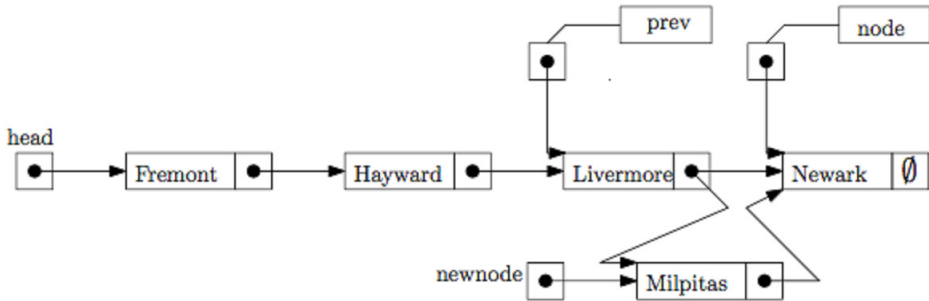 prev
node
head
Fremont
Hayward
Livermore
Newark
∅
newnode
Milpitas